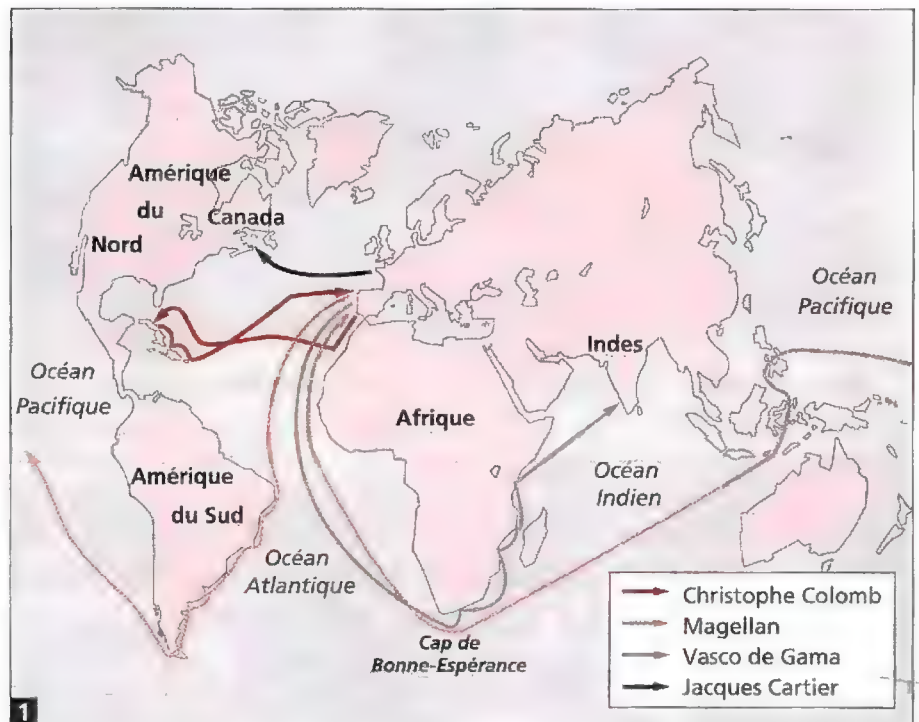 Amérique
du
Nord
Canada
Océan
Pacifique
Indes
Océan
Pacifique
Afrique
Océan
Indien
Amérique
du Sud
Océan
Atlantique
Cap de
Bonne-Espérance
Christophe Colomb
Magellan
Vasco de Gama
Jacques Cartier
1